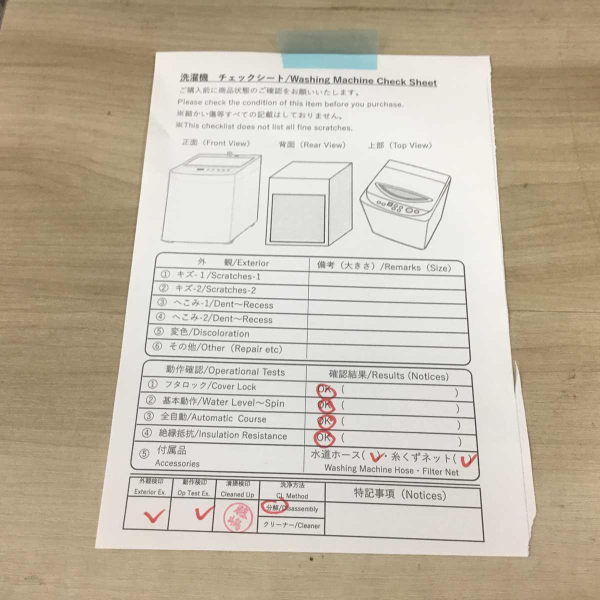 洗濯機　チェックシート/Washing Machine Check Sheet
ご購入前に商品状態のご確認をお願いいたします。
Please check the condition of this item before you purchase.
※細かい傷等すべての記載はしておりません。
※This checklist does not list all fine scratches.
正面（Front View） 背面（Rear View） 上部（Top View）
外　観/Exterior 備考（大きさ）/Remarks（Size）
① キズ-1/Scratches-1
② キズ-2/Scratches-2
③ へこみ-1/Dent～Recess
④ へこみ-2/Dent～Recess
⑤ 変色/Discoloration
⑥ その他/Other（Repair etc）
動作確認/Operational Tests 確認結果/Results (Notices)
① フタロック/Cover Lock OK （　）
② 基本動作/Water Level～Spin OK （　）
③ 全自動/Automatic Course OK （　）
④ 絶縁抵抗/Insulation Resistance OK （　）
⑤ 付属品 水道ホース（✓）・糸くずネット（✓）
Accessories Washing Machine Hose・Filter Net
外観検印 動作検印 清掃検印 洗浄方法 特記事項（Notices）
Exterior Ex. Op Test Ex. Cleaned Up CL Method
分解/Disassembly
クリーナー/Cleaner